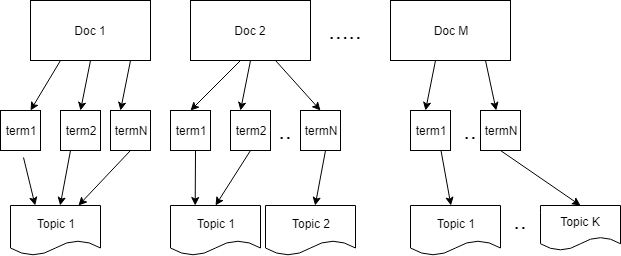 Doc 1 Doc 2 ..... Doc M
term1 term2 termN term1 term2 .. termN term1 .. termN
Topic 1 Topic 1 Topic 2 Topic 1 .. Topic K